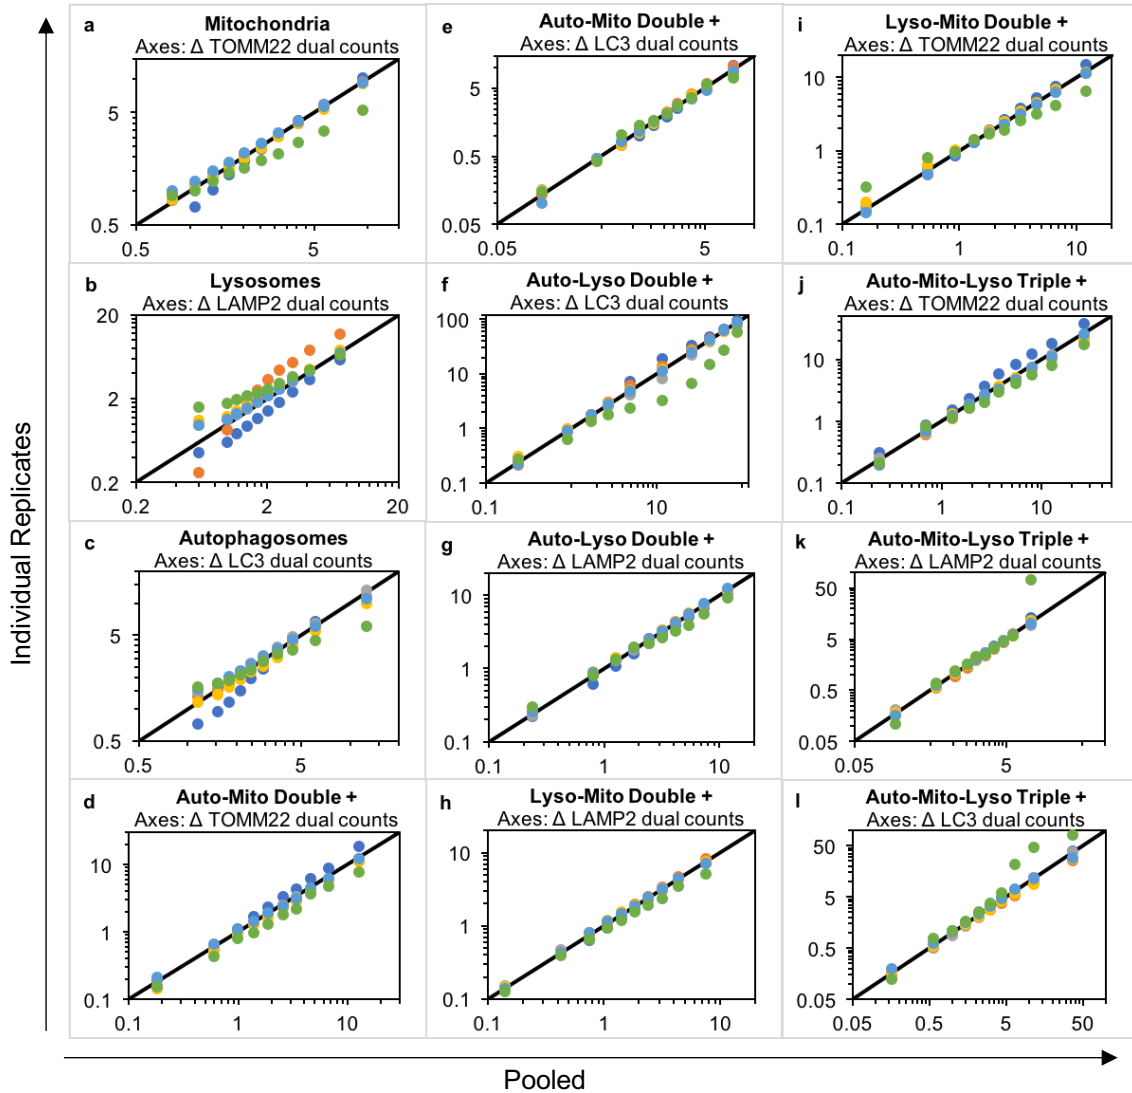 Individual Replicates
a
Mitochondria
Axes: Δ TOMM22 dual counts
5
0.5
0.5 5
e
Auto-Mito Double +
Axes: Δ LC3 dual counts
5
0.5
0.05
0.05 5
i
Lyso-Mito Double +
Axes: Δ TOMM22 dual counts
10
1
0.1
0.1 1 10
b
Lysosomes
Axes: Δ LAMP2 dual counts
20
2
0.2
0.2 2 20
f
Auto-Lyso Double +
Axes: Δ LC3 dual counts
100
10
1
0.1
0.1 10
j
Auto-Mito-Lyso Triple +
Axes: Δ TOMM22 dual counts
10
1
0.1
0.1 1 10
c
Autophagosomes
Axes: Δ LC3 dual counts
5
0.5
0.5 5
g
Auto-Lyso Double +
Axes: Δ LAMP2 dual counts
10
1
0.1
0.1 1 10
k
Auto-Mito-Lyso Triple +
Axes: Δ LAMP2 dual counts
50
5
0.5
0.05
0.05 5
d
Auto-Mito Double +
Axes: Δ TOMM22 dual counts
10
1
0.1
0.1 1 10
h
Lyso-Mito Double +
Axes: Δ LAMP2 dual counts
10
1
0.1
0.1 1 10
l
Auto-Mito-Lyso Triple +
Axes: Δ LC3 dual counts
50
5
0.5
0.05
0.05 0.5 5 50
Pooled